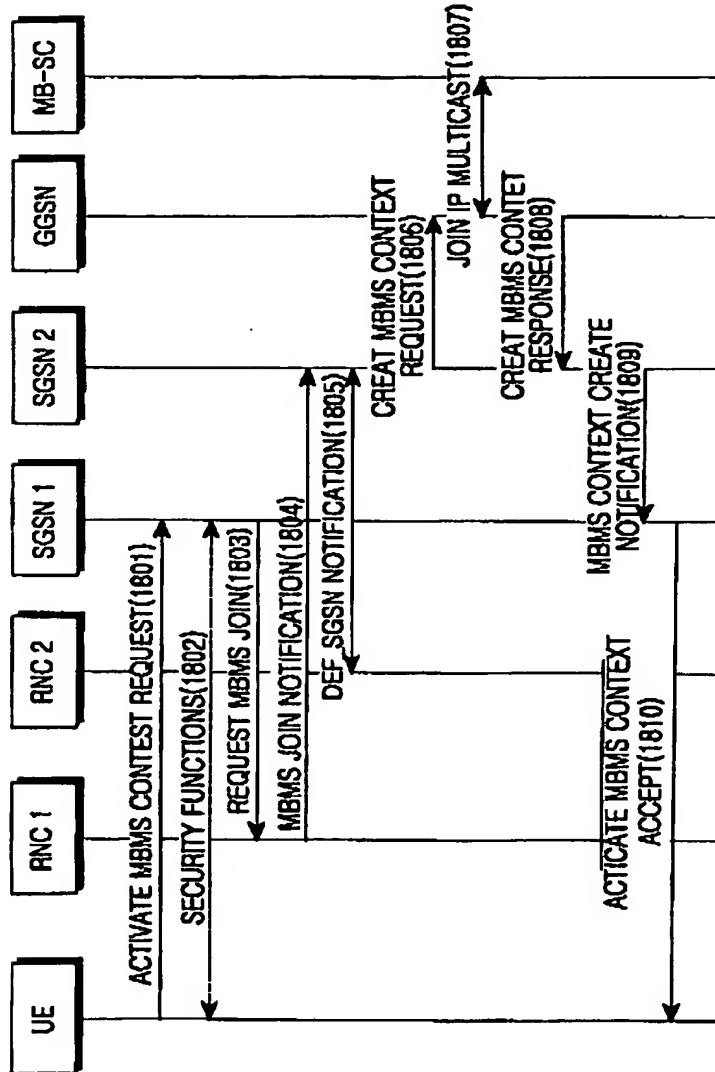 UE
RNC 1
RNC 2
SGSN 1
SGSN 2
GGSN
MB-SC
ACTIVATE MBMS CONTEST REQUEST(1801)
SECURITY FUNCTIONS(1802)
REQUEST MBMS JOIN(1803)
MBMS JOIN NOTIFICATION(1804)
DEF_SGSN NOTIFICATION(1805)
CREAT MBMS CONTEXT
REQUEST(1806)
JOIN IP MULTICAST(1807)
CREAT MBMS CONTET
RESPONSE(1808)
MBMS CONTEXT CREATE
NOTIFICATION(1809)
ACTICATE MBMS CONTEXT
ACCEPT(1810)